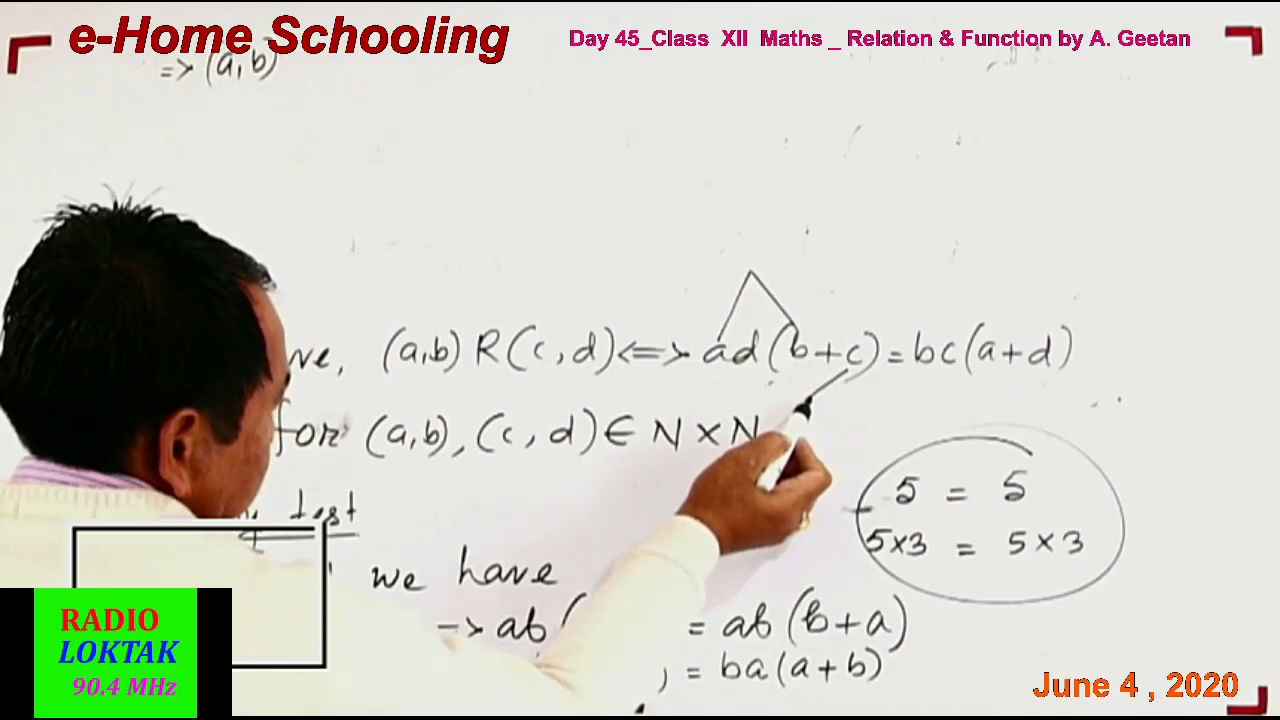 e-Home Schooling
Day 45_Class XII Maths _ Relation & Function by A. Geetan
=> (a,b)
ve, (a,b) R (c,d) <=> ad(b+c) = bc(a+d)
for (a,b), (c,d) ∈ N × N
5 = 5
5×3 = 5×3
test
we have
-> ab( = ab(b+a)
) = ba(a+b)
RADIO
LOKTAK
90.4 MHz
June 4 , 2020